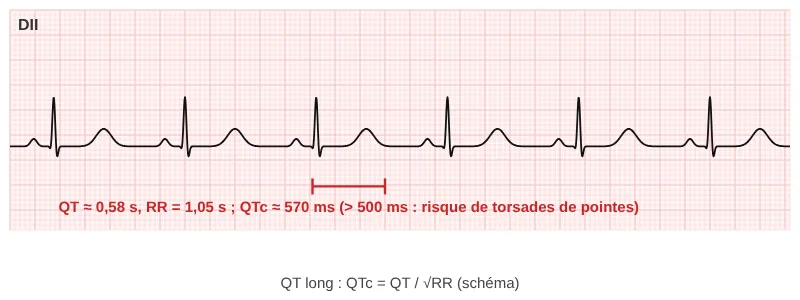 DII
QT ≈ 0,58 s, RR = 1,05 s ; QTc ≈ 570 ms (> 500 ms : risque de torsades de pointes)
QT long : QTc = QT / √RR (schéma)